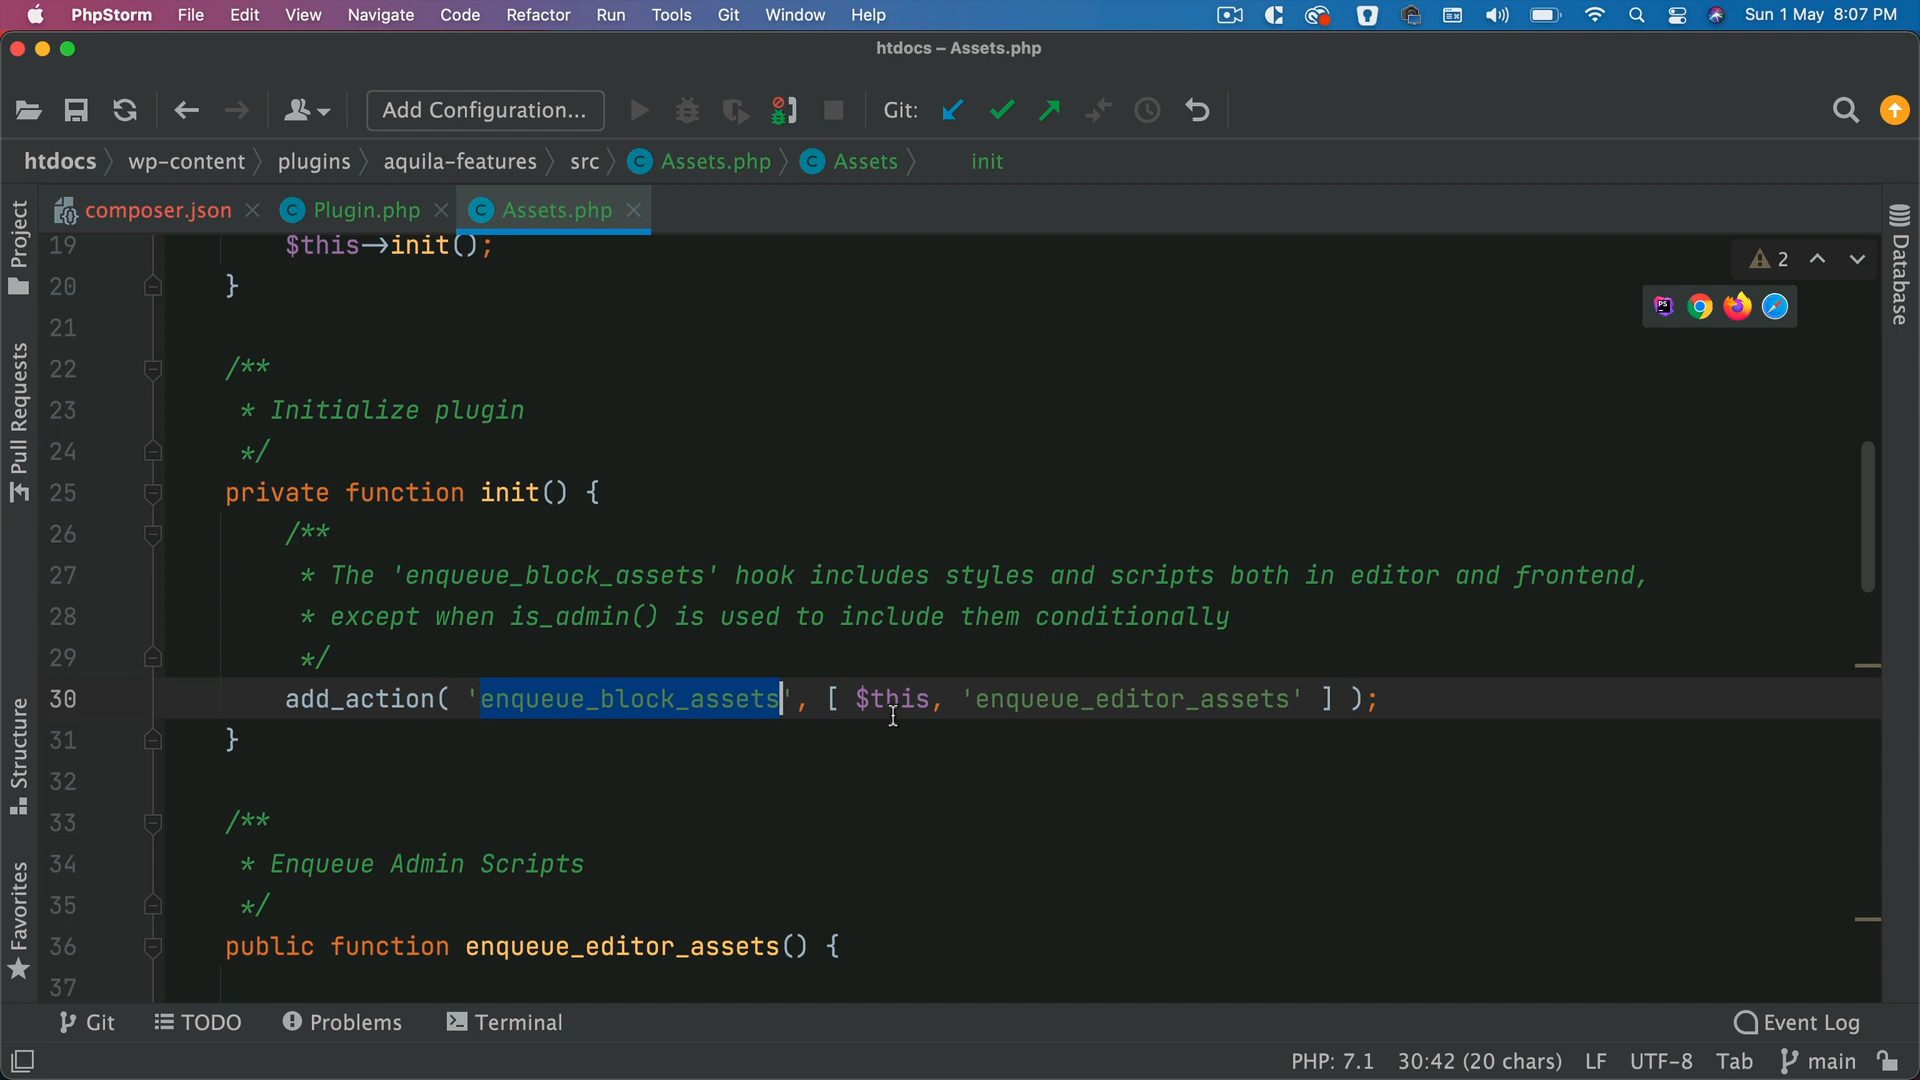 PhpStorm File Edit View Navigate Code Refactor Run Tools Git Window Help Sun 1 May 8:07 PM
htdocs – Assets.php
Add Configuration... Git:
htdocs wp-content plugins aquila-features src Assets.php Assets init
composer.json Plugin.php Assets.php
Project
Pull Requests
Structure
Favorites
Database
2
19 $this→init();
20 }
21
22 /**
23 * Initialize plugin
24 */
25 private function init() {
26 /**
27 * The 'enqueue_block_assets' hook includes styles and scripts both in editor and frontend,
28 * except when is_admin() is used to include them conditionally
29 */
30 add_action( 'enqueue_block_assets', [ $this, 'enqueue_editor_assets' ] );
31 }
32
33 /**
34 * Enqueue Admin Scripts
35 */
36 public function enqueue_editor_assets() {
37
Git TODO Problems Terminal Event Log
PHP: 7.1 30:42 (20 chars) LF UTF-8 Tab main